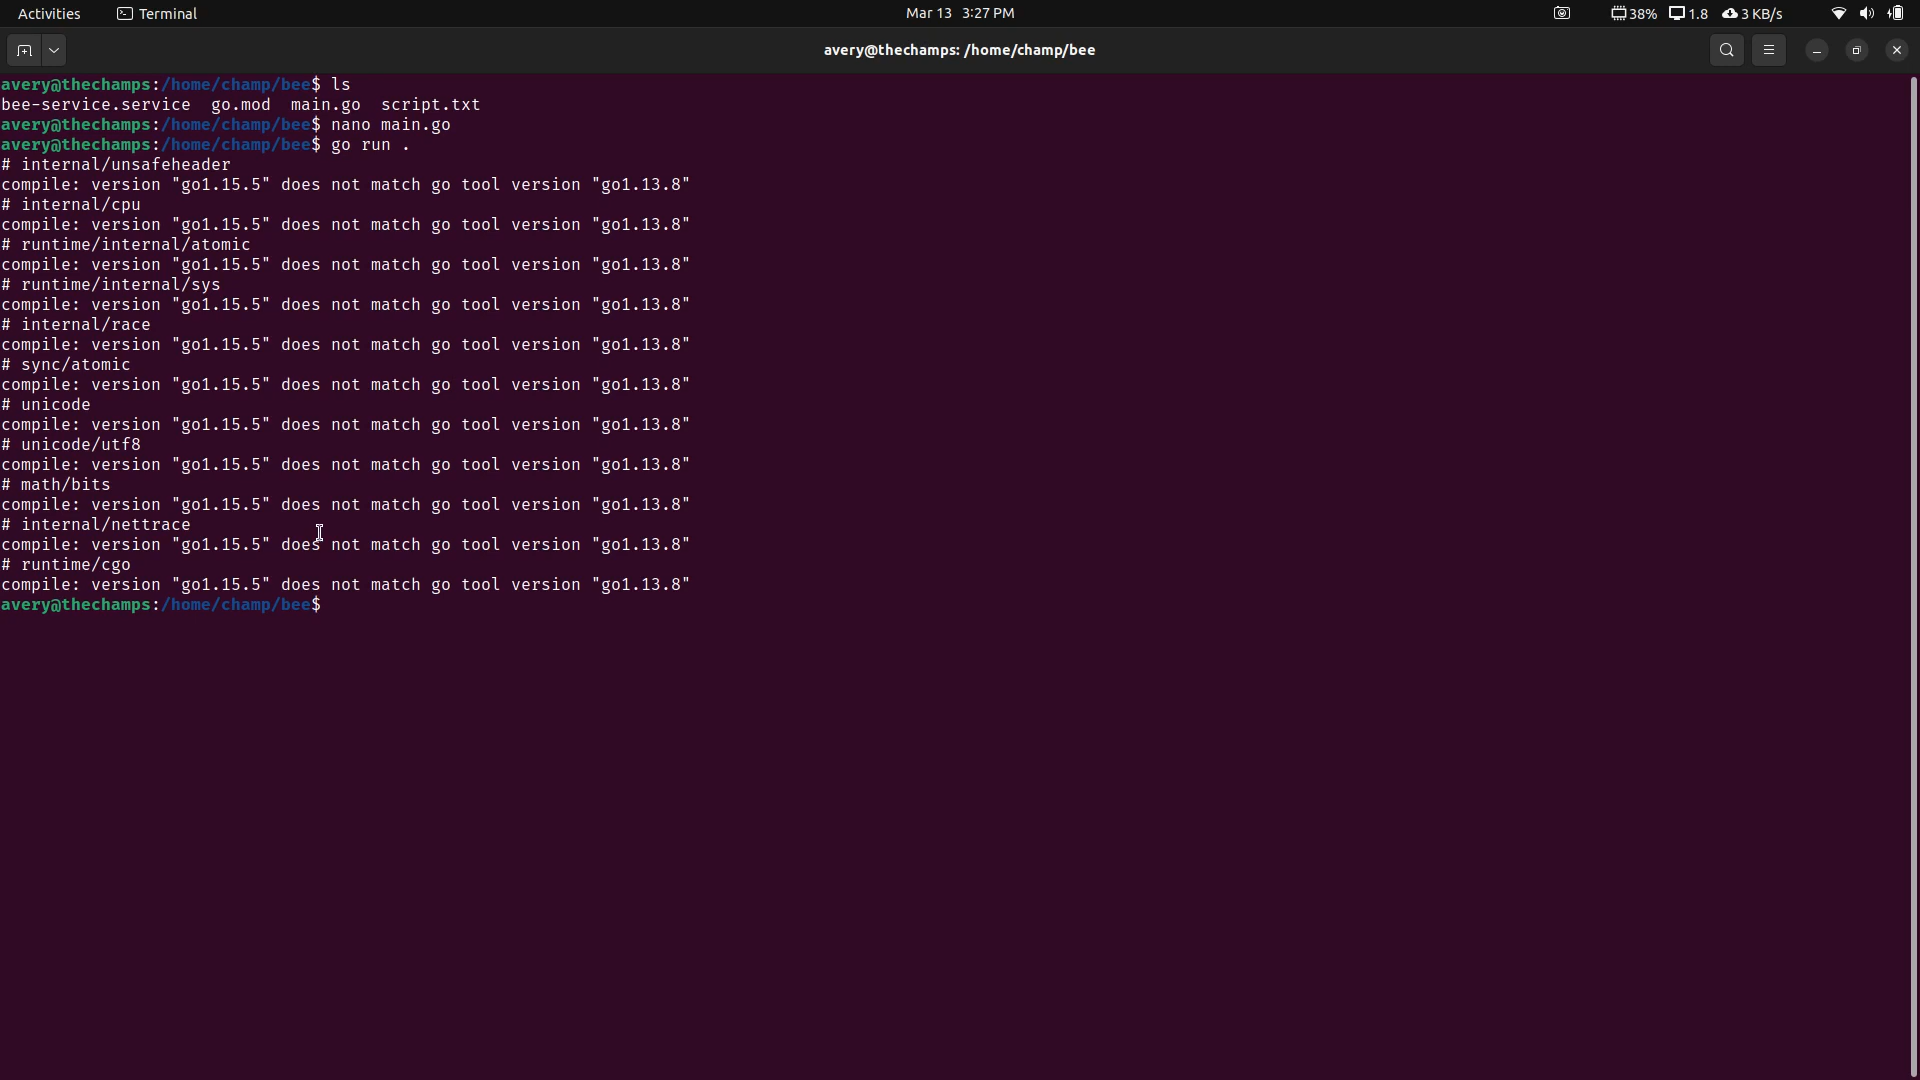 Activities Terminal Mar 13 3:27 PM 38% 1.8 3 KB/s
avery@thechamps: /home/champ/bee
avery@thechamps:/home/champ/bee$ ls
bee-service.service  go.mod  main.go  script.txt
avery@thechamps:/home/champ/bee$ nano main.go
avery@thechamps:/home/champ/bee$ go run .
# internal/unsafeheader
compile: version "go1.15.5" does not match go tool version "go1.13.8"
# internal/cpu
compile: version "go1.15.5" does not match go tool version "go1.13.8"
# runtime/internal/atomic
compile: version "go1.15.5" does not match go tool version "go1.13.8"
# runtime/internal/sys
compile: version "go1.15.5" does not match go tool version "go1.13.8"
# internal/race
compile: version "go1.15.5" does not match go tool version "go1.13.8"
# sync/atomic
compile: version "go1.15.5" does not match go tool version "go1.13.8"
# unicode
compile: version "go1.15.5" does not match go tool version "go1.13.8"
# unicode/utf8
compile: version "go1.15.5" does not match go tool version "go1.13.8"
# math/bits
compile: version "go1.15.5" does not match go tool version "go1.13.8"
# internal/nettrace
compile: version "go1.15.5" does not match go tool version "go1.13.8"
# runtime/cgo
compile: version "go1.15.5" does not match go tool version "go1.13.8"
avery@thechamps:/home/champ/bee$